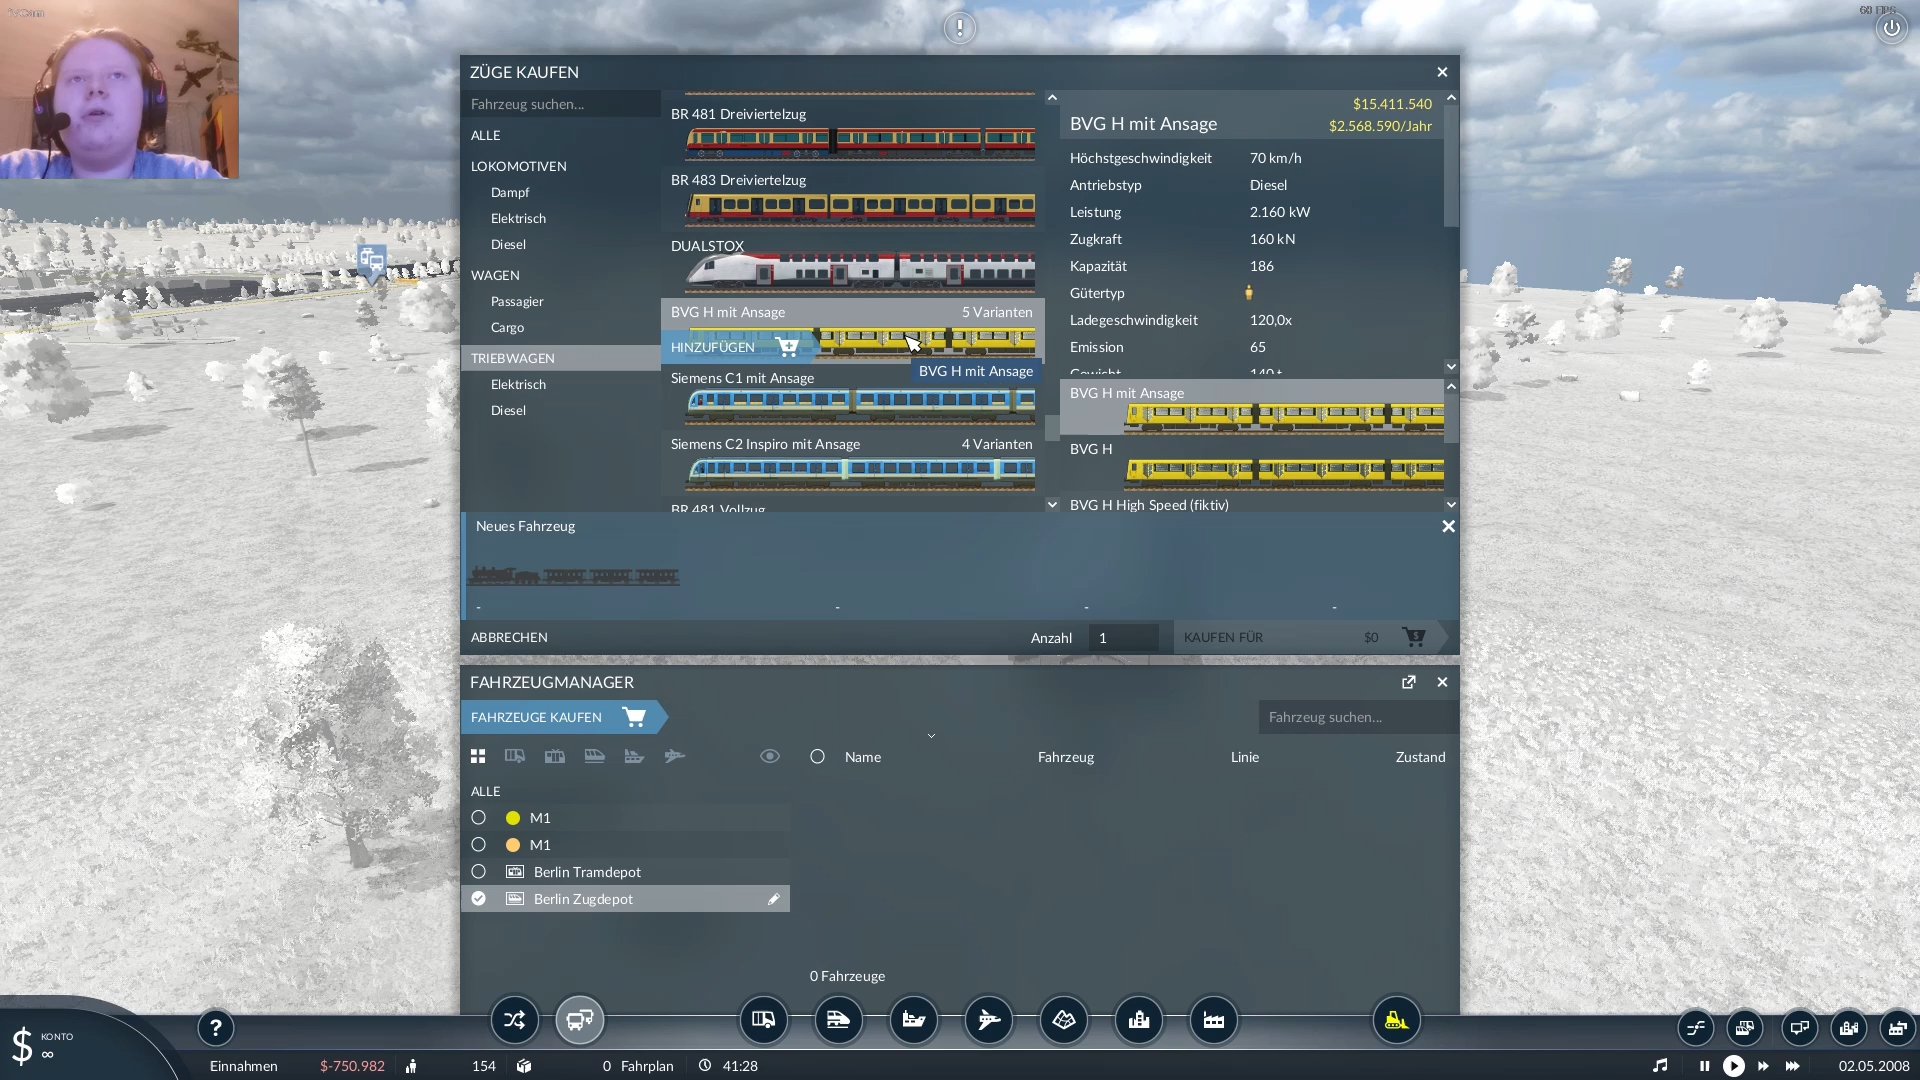 iVCam
60 FPS
ZÜGE KAUFEN
Fahrzeug suchen...
ALLE
LOKOMOTIVEN
Dampf
Elektrisch
Diesel
WAGEN
Passagier
Cargo
TRIEBWAGEN
Elektrisch
Diesel
BR 481 Dreiviertelzug
BR 483 Dreiviertelzug
DUALSTOX
BVG H mit Ansage 5 Varianten
HINZUFÜGEN
BVG H mit Ansage
Siemens C1 mit Ansage
Siemens C2 Inspiro mit Ansage 4 Varianten
BR 481 Vollzug
$15.411.540
BVG H mit Ansage
$2.568.590/Jahr
Höchstgeschwindigkeit 70 km/h
Antriebstyp Diesel
Leistung 2.160 kW
Zugkraft 160 kN
Kapazität 186
Gütertyp
Ladegeschwindigkeit 120,0x
Emission 65
Gewicht 140 t
BVG H mit Ansage
BVG H
BVG H High Speed (fiktiv)
Neues Fahrzeug
- - - -
ABBRECHEN
Anzahl 1
KAUFEN FÜR $0
FAHRZEUGMANAGER
FAHRZEUGE KAUFEN
Fahrzeug suchen...
Name Fahrzeug Linie Zustand
ALLE
M1
M1
Berlin Tramdepot
Berlin Zugdepot
0 Fahrzeuge
KONTO
∞
Einnahmen $-750.982 154 0 Fahrplan 41:28
02.05.2008